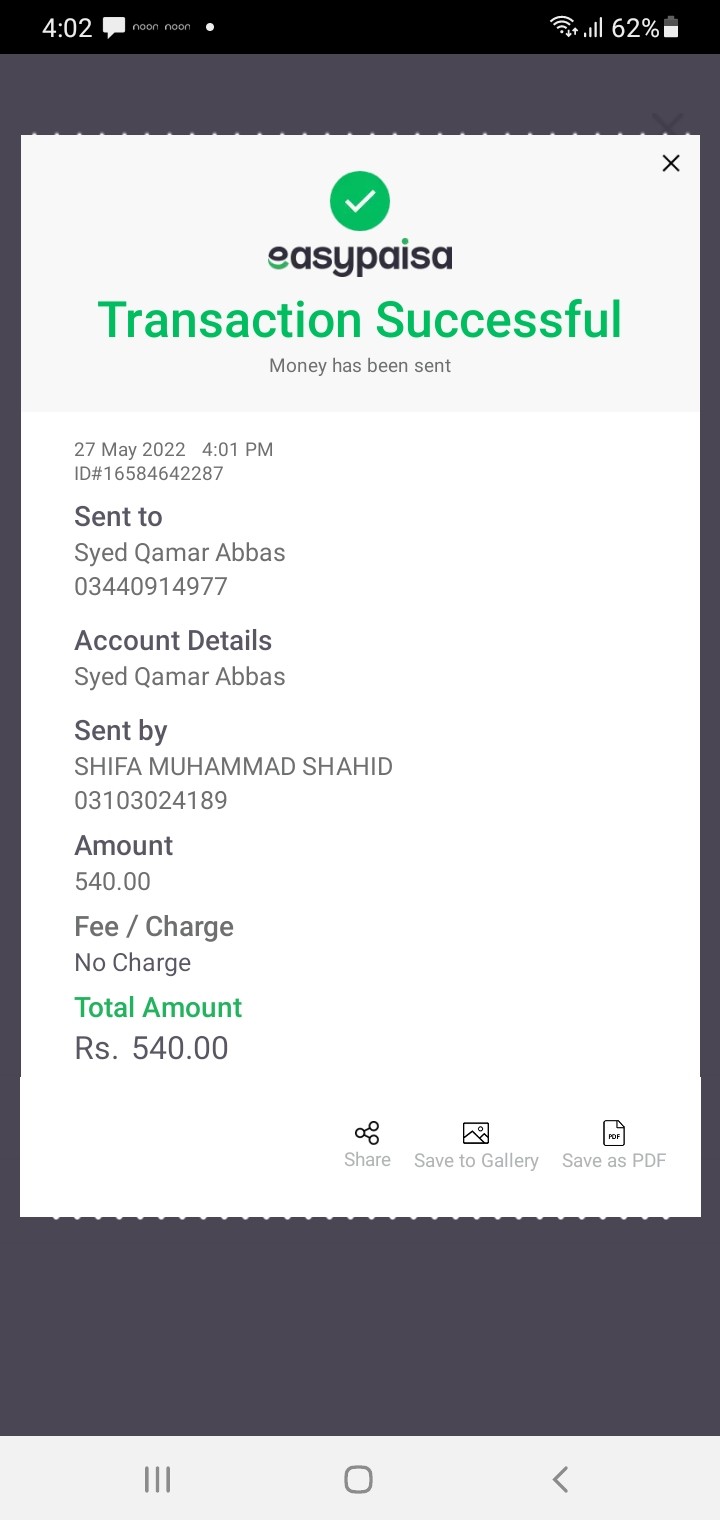 4:02 noon noon 62%
easypaisa
Transaction Successful
Money has been sent
27 May 2022 4:01 PM
ID#16584642287
Sent to
Syed Qamar Abbas
03440914977
Account Details
Syed Qamar Abbas
Sent by
SHIFA MUHAMMAD SHAHID
03103024189
Amount
540.00
Fee / Charge
No Charge
Total Amount
Rs. 540.00
PDF
Share Save to Gallery Save as PDF